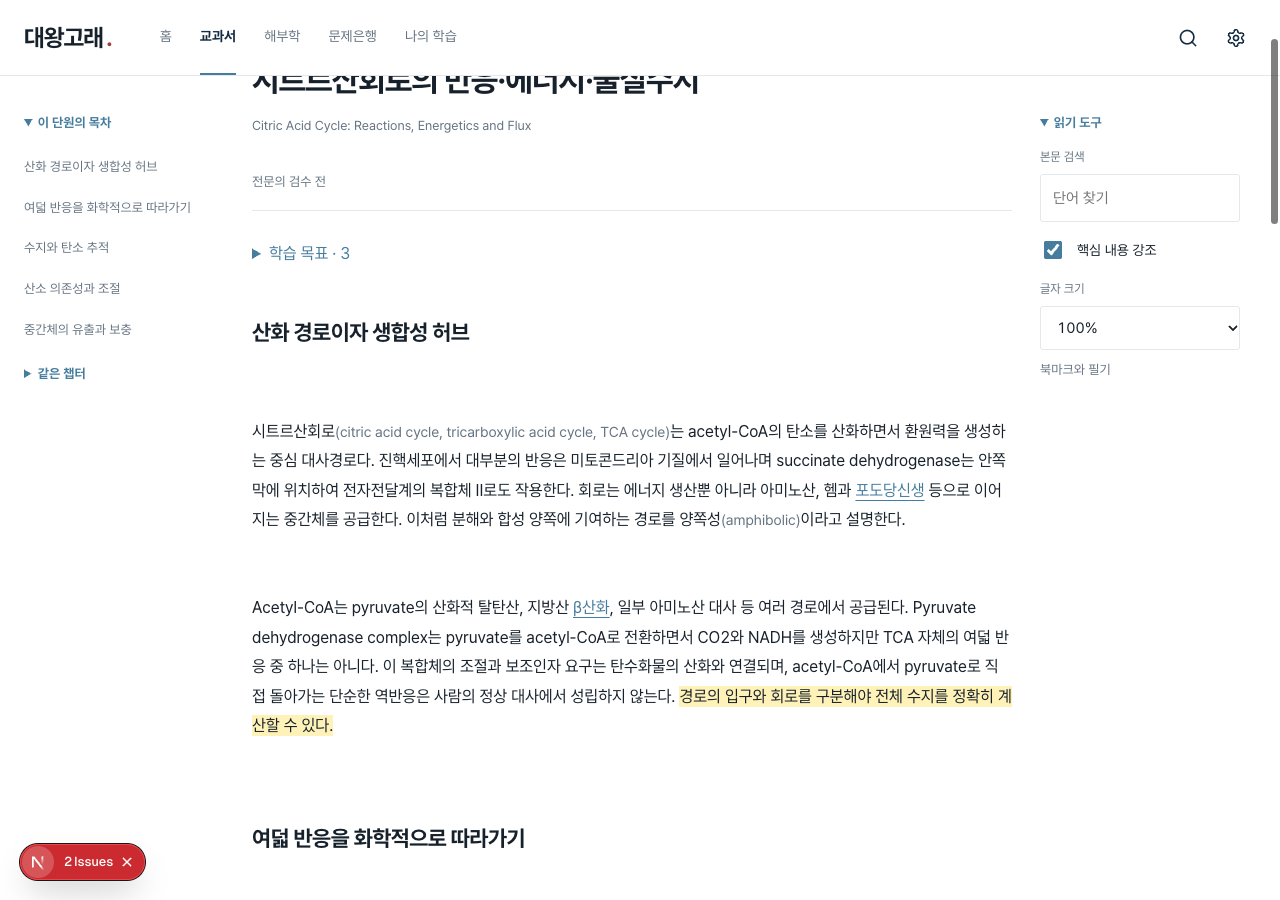 대왕고래.
홈
교과서
해부학
문제은행
나의 학습
시트르산회로의 반응·에너지·물질수지
Citric Acid Cycle: Reactions, Energetics and Flux
전문의 검수 전
▼ 이 단원의 목차
산화 경로이자 생합성 허브
여덟 반응을 화학적으로 따라가기
수지와 탄소 추적
산소 의존성과 조절
중간체의 유출과 보충
▶ 같은 챕터
▶ 학습 목표 · 3
산화 경로이자 생합성 허브
시트르산회로(citric acid cycle, tricarboxylic acid cycle, TCA cycle)는 acetyl-CoA의 탄소를 산화하면서 환원력을 생성하
는 중심 대사경로다. 진핵세포에서 대부분의 반응은 미토콘드리아 기질에서 일어나며 succinate dehydrogenase는 안쪽
막에 위치하여 전자전달계의 복합체 II로도 작용한다. 회로는 에너지 생산뿐 아니라 아미노산, 헴과 포도당신생 등으로 이어
지는 중간체를 공급한다. 이처럼 분해와 합성 양쪽에 기여하는 경로를 양쪽성(amphibolic)이라고 설명한다.
Acetyl-CoA는 pyruvate의 산화적 탈탄산, 지방산 β산화, 일부 아미노산 대사 등 여러 경로에서 공급된다. Pyruvate
dehydrogenase complex는 pyruvate를 acetyl-CoA로 전환하면서 CO2와 NADH를 생성하지만 TCA 자체의 여덟 반
응 중 하나는 아니다. 이 복합체의 조절과 보조인자 요구는 탄수화물의 산화와 연결되며, acetyl-CoA에서 pyruvate로 직
접 돌아가는 단순한 역반응은 사람의 정상 대사에서 성립하지 않는다. 경로의 입구와 회로를 구분해야 전체 수지를 정확히 계
산할 수 있다.
여덟 반응을 화학적으로 따라가기
▼ 읽기 도구
본문 검색
단어 찾기
핵심 내용 강조
글자 크기
100%
북마크와 필기
N 2 Issues